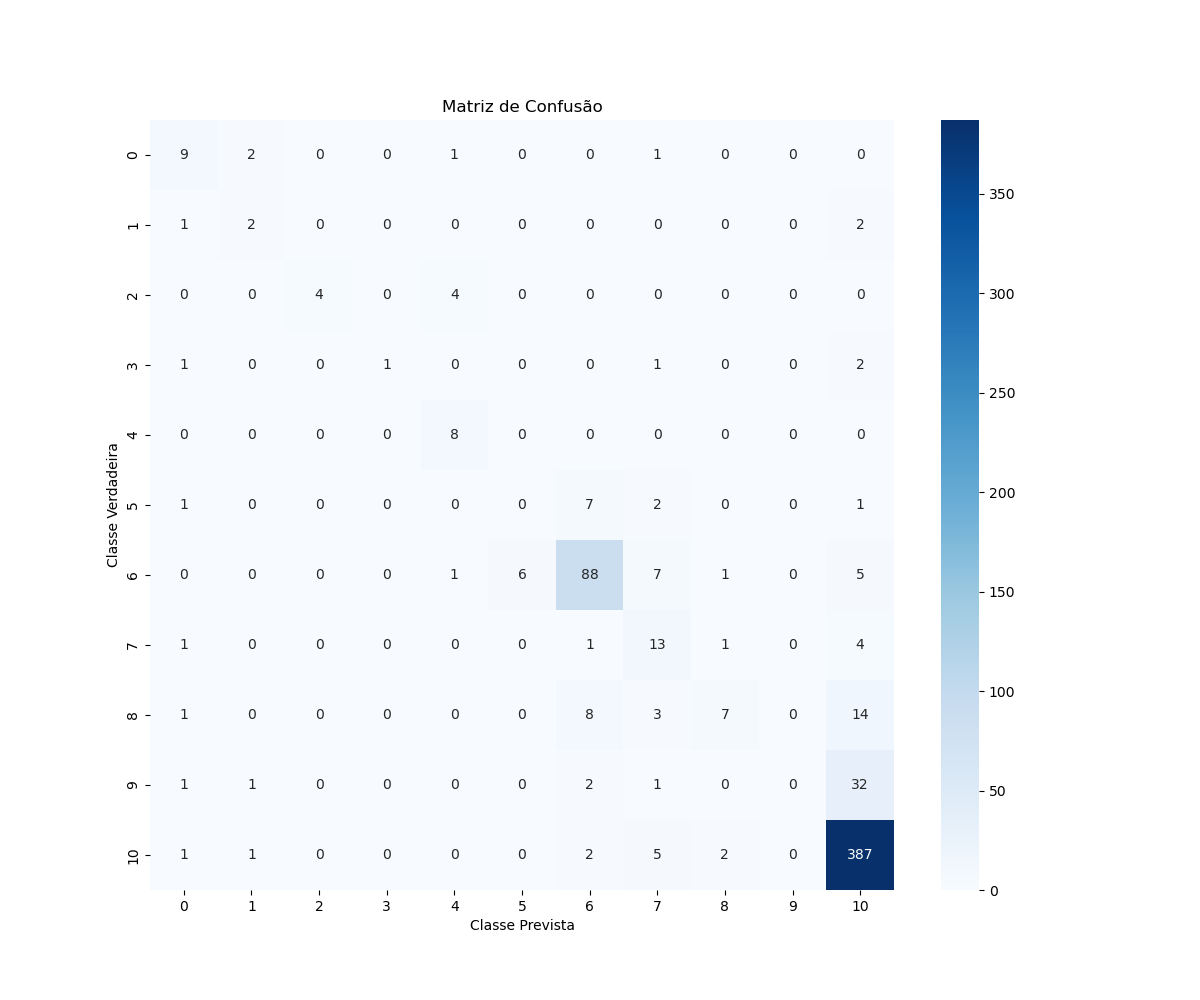 Matriz de Confusão
0 9 2 0 0 1 0 0 1 0 0 0
1 1 2 0 0 0 0 0 0 0 0 2
2 0 0 4 0 4 0 0 0 0 0 0
3 1 0 0 1 0 0 0 1 0 0 2
4 0 0 0 0 8 0 0 0 0 0 0
5 1 0 0 0 0 0 7 2 0 0 1
6 0 0 0 0 1 6 88 7 1 0 5
7 1 0 0 0 0 0 1 13 1 0 4
8 1 0 0 0 0 0 8 3 7 0 14
9 1 1 0 0 0 0 2 1 0 0 32
10 1 1 0 0 0 0 2 5 2 0 387
0 1 2 3 4 5 6 7 8 9 10
Classe Prevista
Classe Verdadeira
350
300
250
200
150
100
50
0